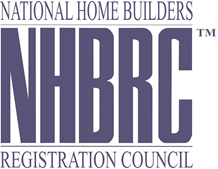 NATIONAL HOME BUILDERS
NHBRC™
REGISTRATION COUNCIL